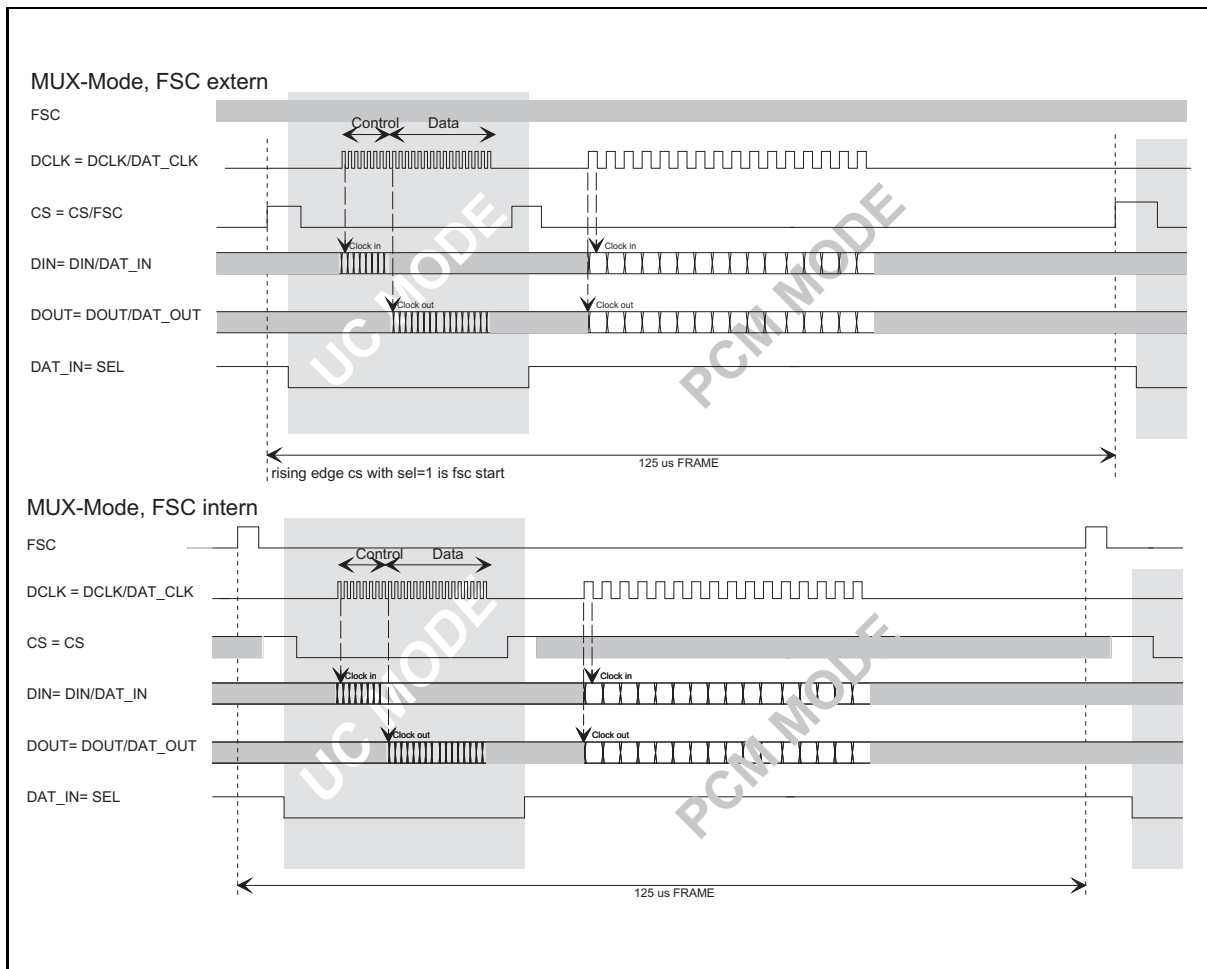 MUX-Mode, FSC extern
FSC
Control Data
DCLK = DCLK/DAT_CLK
CS = CS/FSC
Clock in Clock in
DIN= DIN/DAT_IN
Clock out Clock out
DOUT= DOUT/DAT_OUT
DAT_IN= SEL
UC MODE
PCM MODE
125 us FRAME
rising edge cs with sel=1 is fsc start
MUX-Mode, FSC intern
FSC
Control Data
DCLK = DCLK/DAT_CLK
CS = CS
Clock in Clock in
DIN= DIN/DAT_IN
Clock out Clock out
DOUT= DOUT/DAT_OUT
DAT_IN= SEL
UC MODE
PCM MODE
125 us FRAME